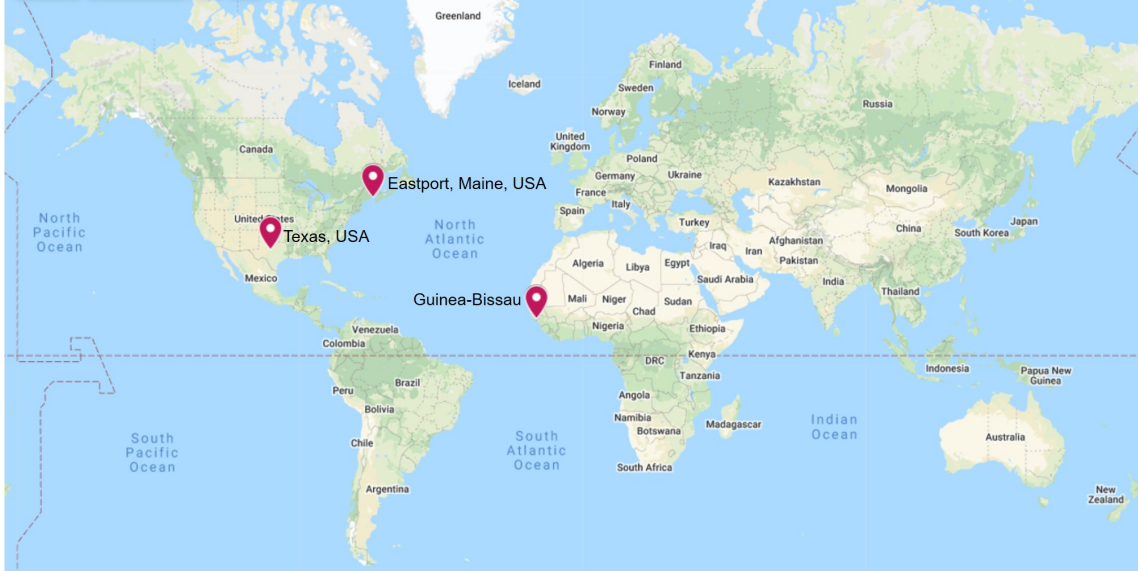 Greenland
Iceland
Finland
Sweden
Norway
Russia
United
Kingdom
Canada
Poland
Germany
Ukraine
France
Kazakhstan
Mongolia
Eastport, Maine, USA
Italy
Spain
Turkey
North
Pacific
Ocean
United States
Texas, USA
North
Atlantic
Ocean
Japan
South Korea
China
Iraq
Iran
Afghanistan
Pakistan
Algeria
Libya
Egypt
Saudi Arabia
India
Mexico
Guinea-Bissau
Mali
Niger
Chad
Sudan
Thailand
Nigeria
Ethiopia
Venezuela
Colombia
DRC
Kenya
Tanzania
Indonesia
Papua New
Guinea
Peru
Brazil
Bolivia
Angola
Namibia
Botswana
Madagascar
Indian
Ocean
South
Pacific
Ocean
Chile
South
Atlantic
Ocean
South Africa
Australia
Argentina
New
Zealand